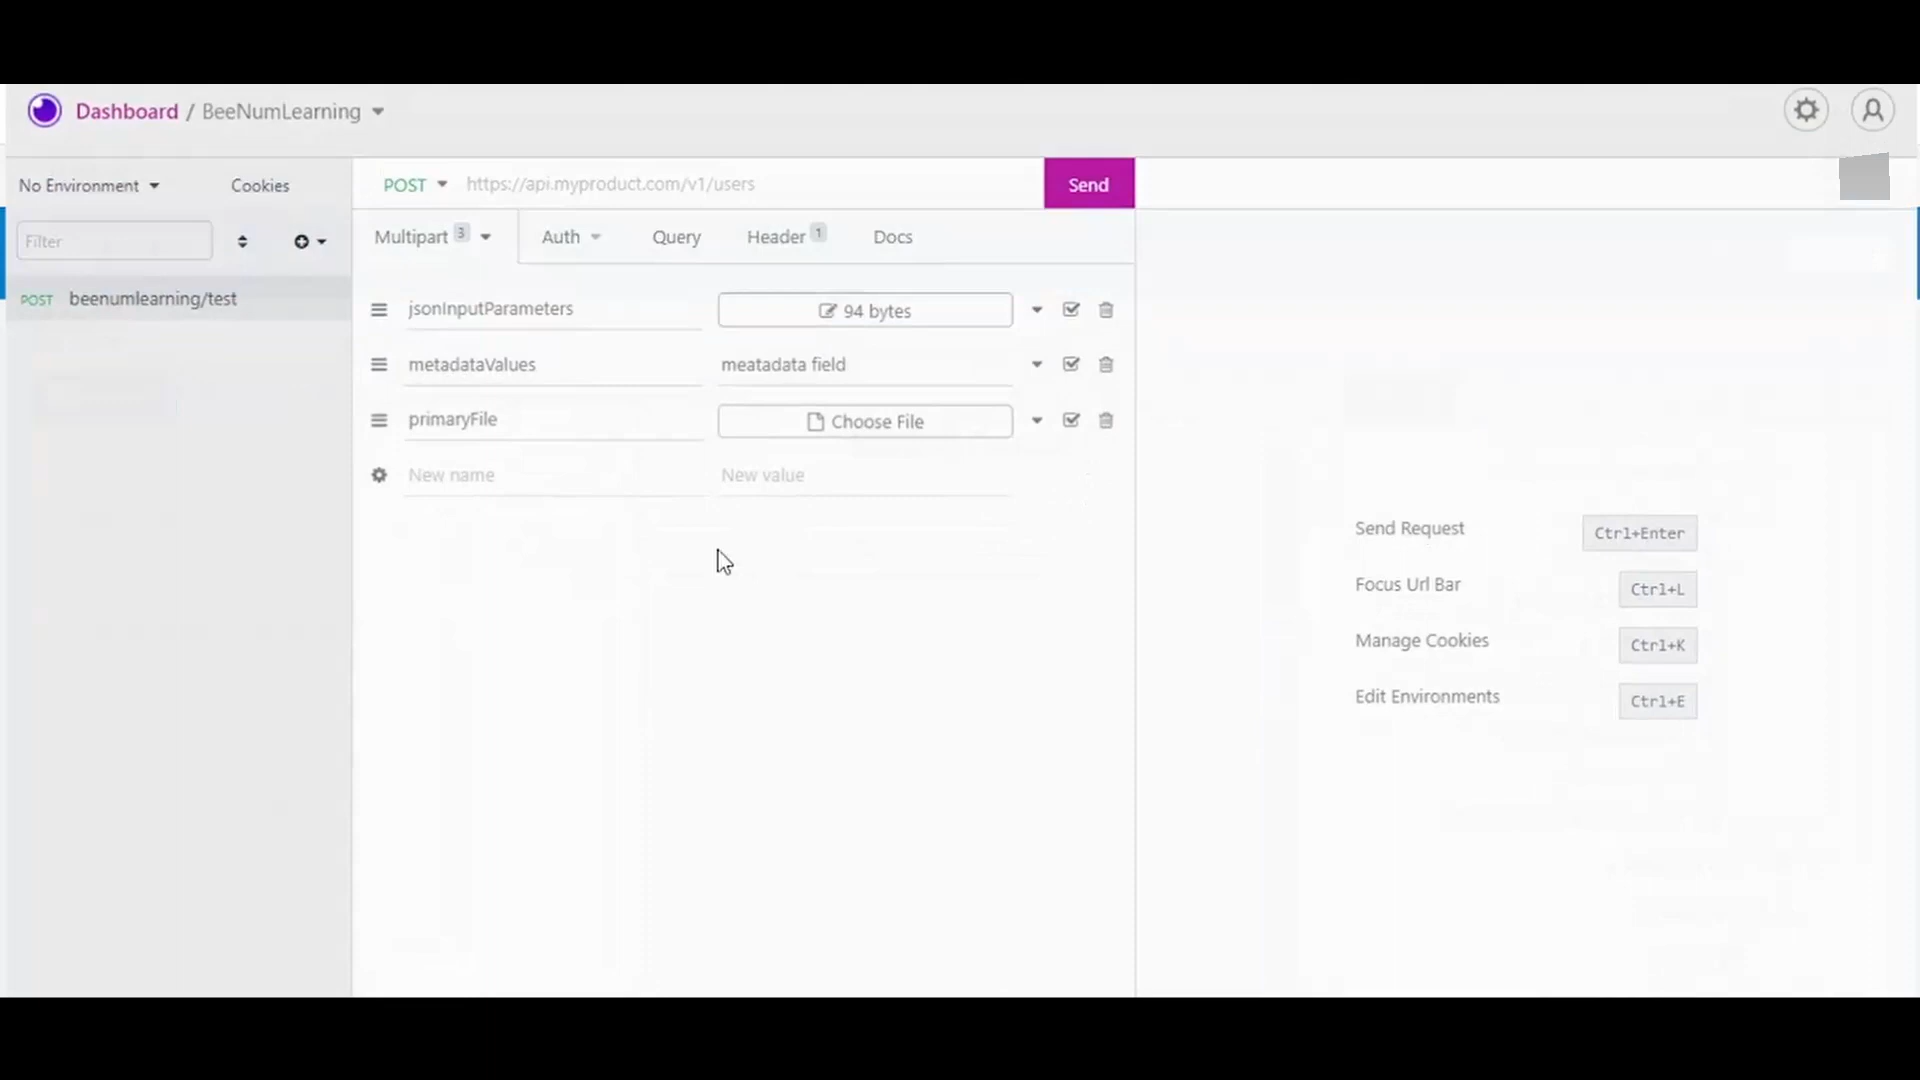 Dashboard / BeeNumLearning
No Environment Cookies
POST https://api.myproduct.com/v1/users Send
Filter
Multipart 3 Auth Query Header 1 Docs
POST beenumlearning/test
jsonInputParameters 94 bytes
metadataValues meatadata field
primaryFile Choose File
New name New value
Send Request Ctrl+Enter
Focus Url Bar Ctrl+L
Manage Cookies Ctrl+K
Edit Environments Ctrl+E